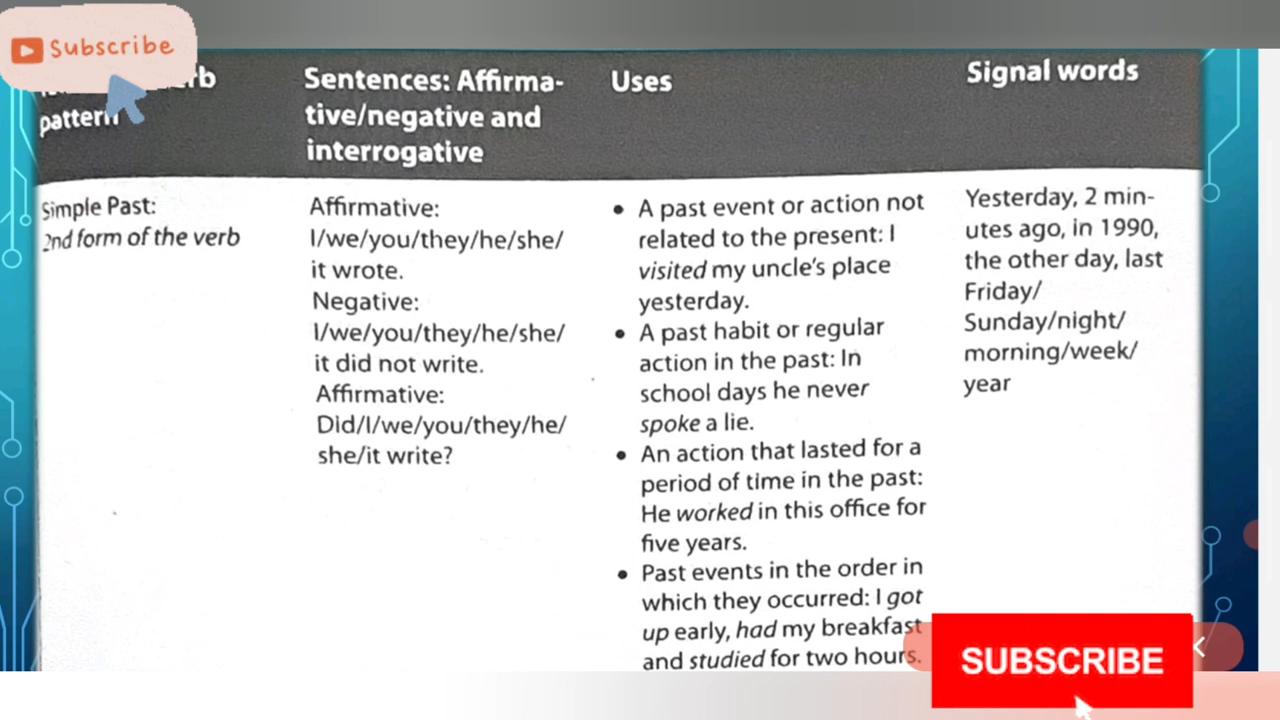 Subscribe
pattern
Sentences: Affirma-
tive/negative and
interrogative
Uses
Signal words
Simple Past:
2nd form of the verb
Affirmative:
I/we/you/they/he/she/
it wrote.
Negative:
I/we/you/they/he/she/
it did not write.
Affirmative:
Did/I/we/you/they/he/
she/it write?
• A past event or action not
related to the present: I
visited my uncle's place
yesterday.
• A past habit or regular
action in the past: In
school days he never
spoke a lie.
• An action that lasted for a
period of time in the past:
He worked in this office for
five years.
• Past events in the order in
which they occurred: I got
up early, had my breakfast
and studied for two hours.
Yesterday, 2 min-
utes ago, in 1990,
the other day, last
Friday/
Sunday/night/
morning/week/
year
SUBSCRIBE